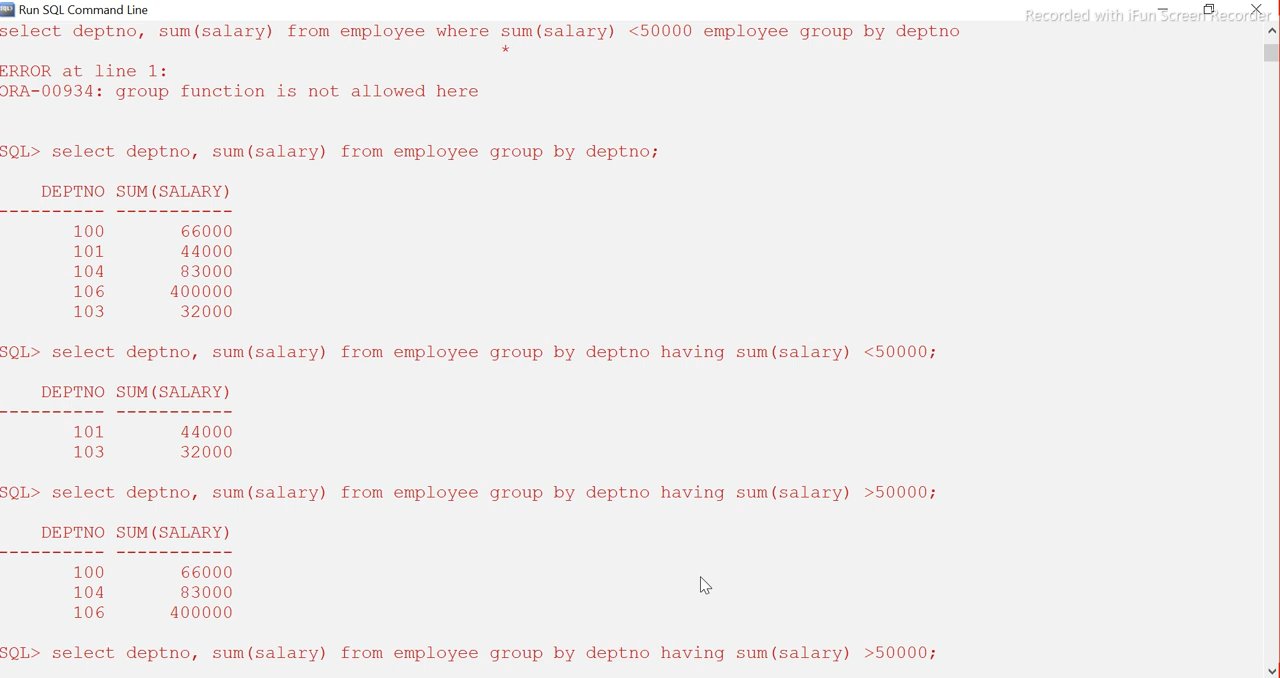 Run SQL Command Line
Recorded with iFun Screen Recorder
select deptno, sum(salary) from employee where sum(salary) <50000 employee group by deptno
*
ERROR at line 1:
ORA-00934: group function is not allowed here
SQL> select deptno, sum(salary) from employee group by deptno;
DEPTNO SUM(SALARY)
---------- -----------
100 66000
101 44000
104 83000
106 400000
103 32000
SQL> select deptno, sum(salary) from employee group by deptno having sum(salary) <50000;
DEPTNO SUM(SALARY)
---------- -----------
101 44000
103 32000
SQL> select deptno, sum(salary) from employee group by deptno having sum(salary) >50000;
DEPTNO SUM(SALARY)
---------- -----------
100 66000
104 83000
106 400000
SQL> select deptno, sum(salary) from employee group by deptno having sum(salary) >50000;